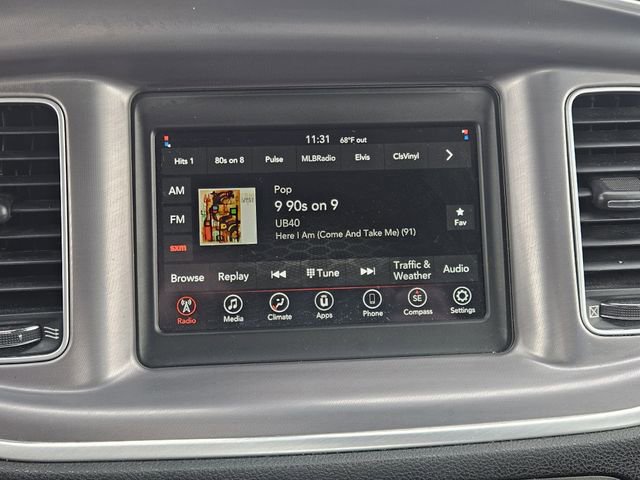 11:31 68°F out
Hits 1 80s on 8 Pulse MLBRadio Elvis ClsVinyl
AM Pop
9 90s on 9
FM UB40
Here I Am (Come And Take Me) (91)
Fav
sxm
Browse Replay Tune Traffic & Weather Audio
Radio Media Climate Apps Phone SE Compass Settings